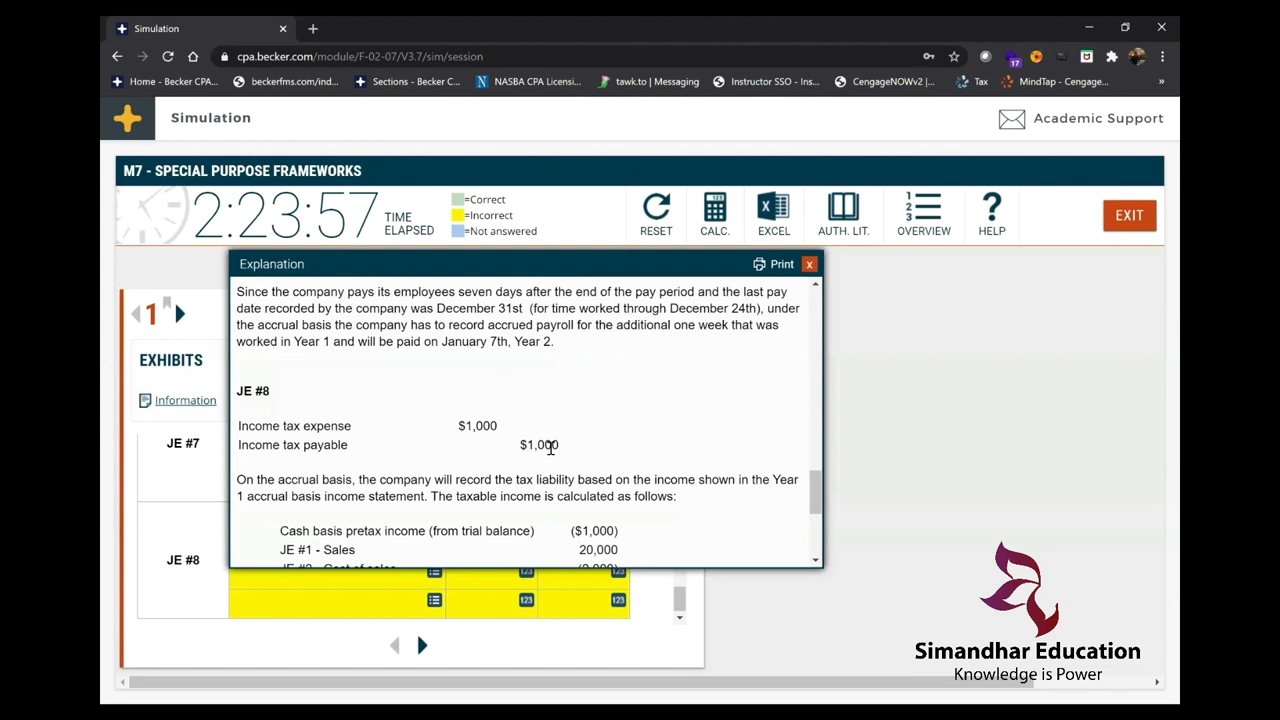 Simulation
cpa.becker.com/module/F-02-07/V3.7/sim/session
17
Home - Becker CPA...
beckerfms.com/ind...
Sections - Becker C...
NASBA CPA Licensi...
tawk.to | Messaging
Instructor SSO - Ins...
CengageNOWv2 |...
Tax
MindTap - Cengage...
»
Simulation
Academic Support
M7 - SPECIAL PURPOSE FRAMEWORKS
2:23:57
TIME
ELAPSED
=Correct
=Incorrect
=Not answered
RESET
CALC.
EXCEL
AUTH. LIT.
OVERVIEW
HELP
EXIT
1
EXHIBITS
Information
JE #7
JE #8
Explanation
Print
x
Since the company pays its employees seven days after the end of the pay period and the last pay
date recorded by the company was December 31st (for time worked through December 24th), under
the accrual basis the company has to record accrued payroll for the additional one week that was
worked in Year 1 and will be paid on January 7th, Year 2.
JE #8
Income tax expense $1,000
Income tax payable $1,000
On the accrual basis, the company will record the tax liability based on the income shown in the Year
1 accrual basis income statement. The taxable income is calculated as follows:
Cash basis pretax income (from trial balance) ($1,000)
JE #1 - Sales 20,000
123 123
123 123
Simandhar Education
Knowledge is Power